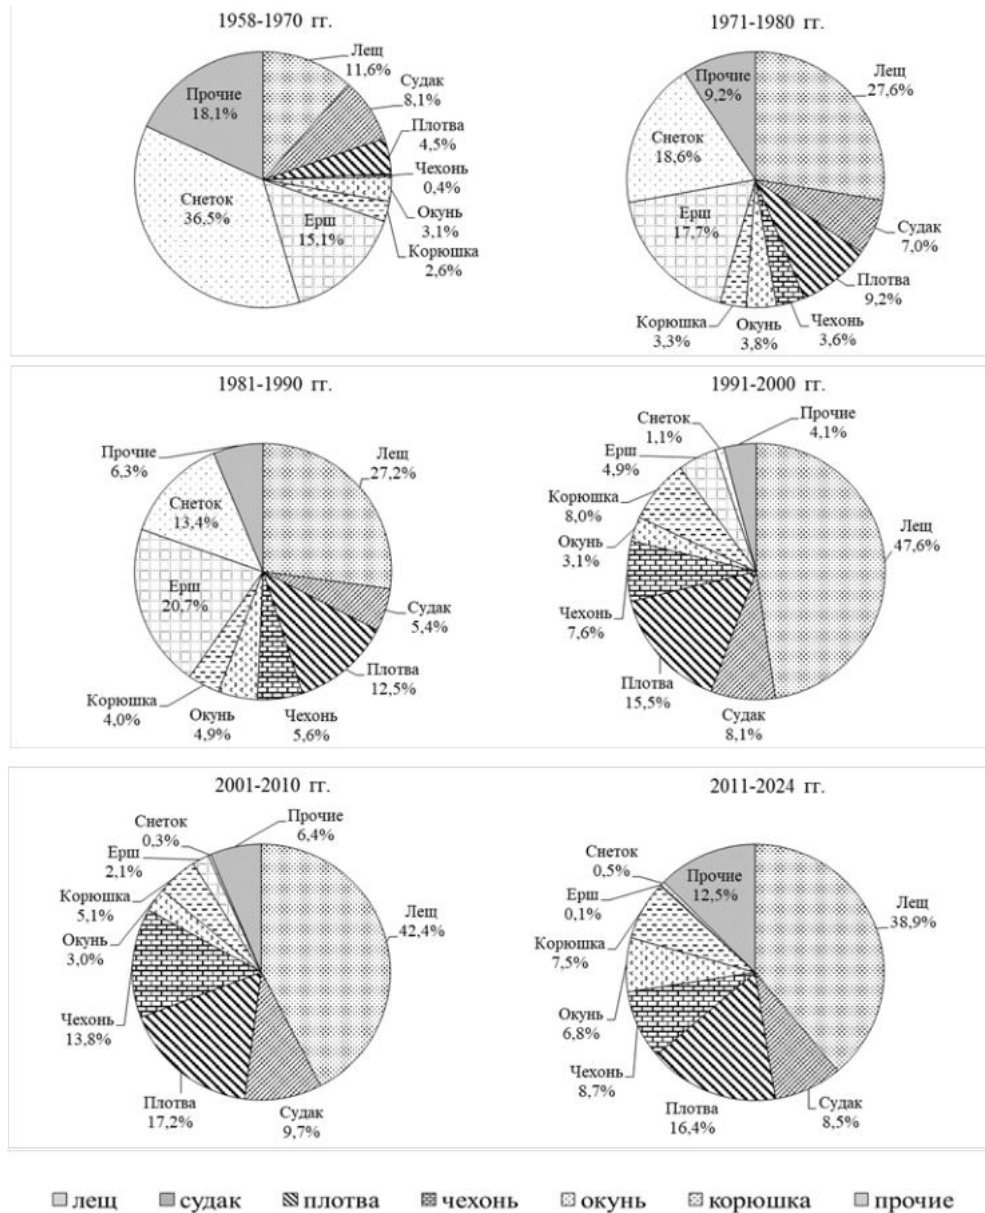 1958-1970 гг.
Лещ
11,6%
Судак
8,1%
Плотва
4,5%
Чехонь
0,4%
Окунь
3,1%
Корюшка
2,6%
Ерш
15,1%
Снеток
36,5%
Прочие
18,1%
1971-1980 гг.
Лещ
27,6%
Судак
7,0%
Плотва
9,2%
Чехонь
3,6%
Окунь
3,8%
Корюшка
3,3%
Ерш
17,7%
Снеток
18,6%
Прочие
9,2%
1981-1990 гг.
Лещ
27,2%
Судак
5,4%
Плотва
12,5%
Чехонь
5,6%
Окунь
4,9%
Корюшка
4,0%
Ерш
20,7%
Снеток
13,4%
Прочие
6,3%
1991-2000 гг.
Лещ
47,6%
Судак
8,1%
Плотва
15,5%
Чехонь
7,6%
Окунь
3,1%
Корюшка
8,0%
Ерш
4,9%
Снеток
1,1%
Прочие
4,1%
2001-2010 гг.
Лещ
42,4%
Судак
9,7%
Плотва
17,2%
Чехонь
13,8%
Окунь
3,0%
Корюшка
5,1%
Ерш
2,1%
Снеток
0,3%
Прочие
6,4%
2011-2024 гг.
Лещ
38,9%
Судак
8,5%
Плотва
16,4%
Чехонь
8,7%
Окунь
6,8%
Корюшка
7,5%
Ерш
0,1%
Снеток
0,5%
Прочие
12,5%
лещ судак плотва чехонь окунь корюшка прочие